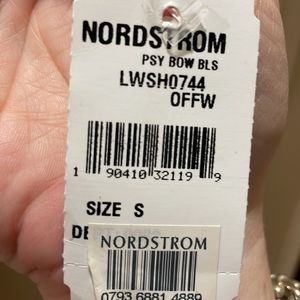 NORDSTROM
PSY BOW BLS
LWSH0744
OFFW
1 90410 32119 9
SIZE S
NORDSTROM
0793 6881 4889